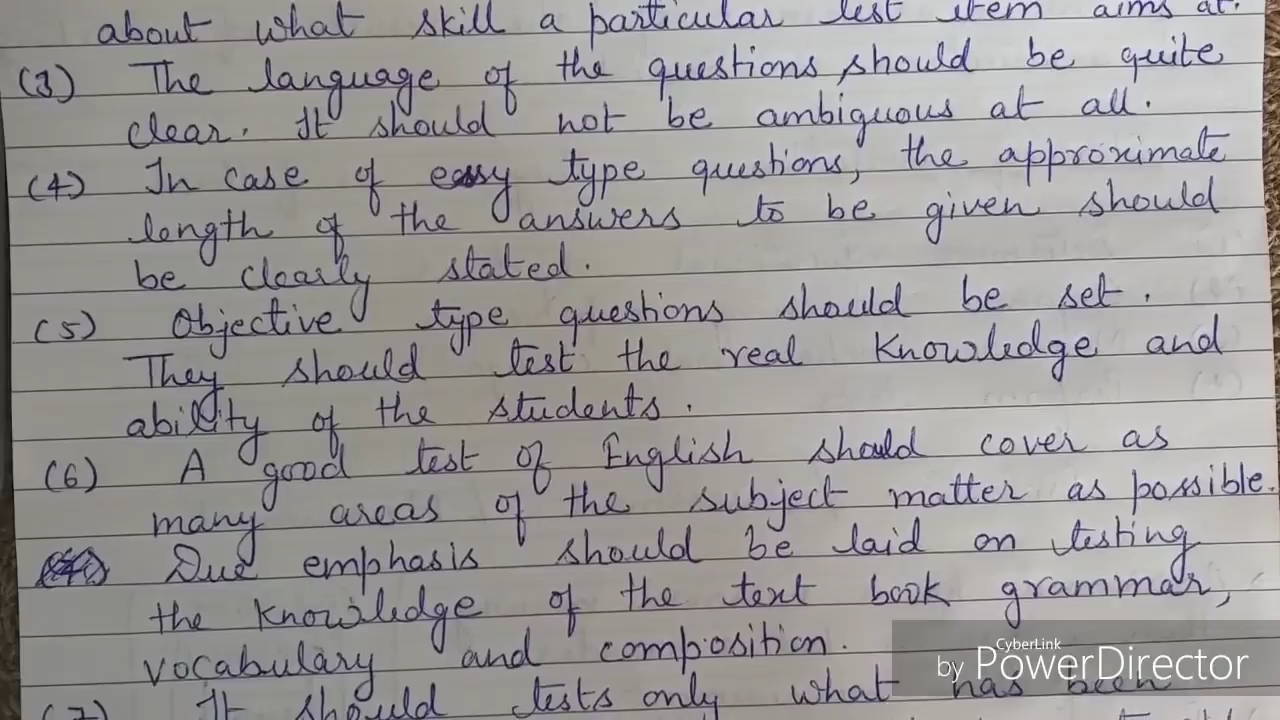 about what skill a particular test item aims at.
(3) The language of the questions should be quite
clear. It should not be ambiguous at all.
(4) In case of eassy type questions, the approximate
length of the answers to be given should
be clearly stated.
(5) Objective type questions should be set.
They should test the real knowledge and
ability of the students.
(6) A good test of English should cover as
many areas of the subject matter as possible.
Due emphasis should be laid on testing
the knowledge of the text book grammar,
vocabulary and composition.
(7) It should tests only what has been
CyberLink
by PowerDirector